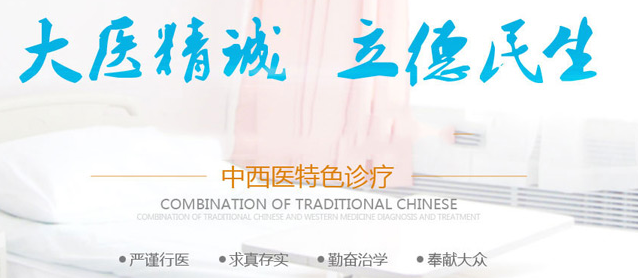 大医精诚 立德民生
中西医特色诊疗
COMBINATION OF TRADITIONAL CHINESE
COMBINATION OF TRADITIONAL CHINESE AND WESTERN MEDICINE DIAGNOSIS AND TREATMENT
●严谨行医 ●求真存实 ●勤奋治学 ●奉献大众